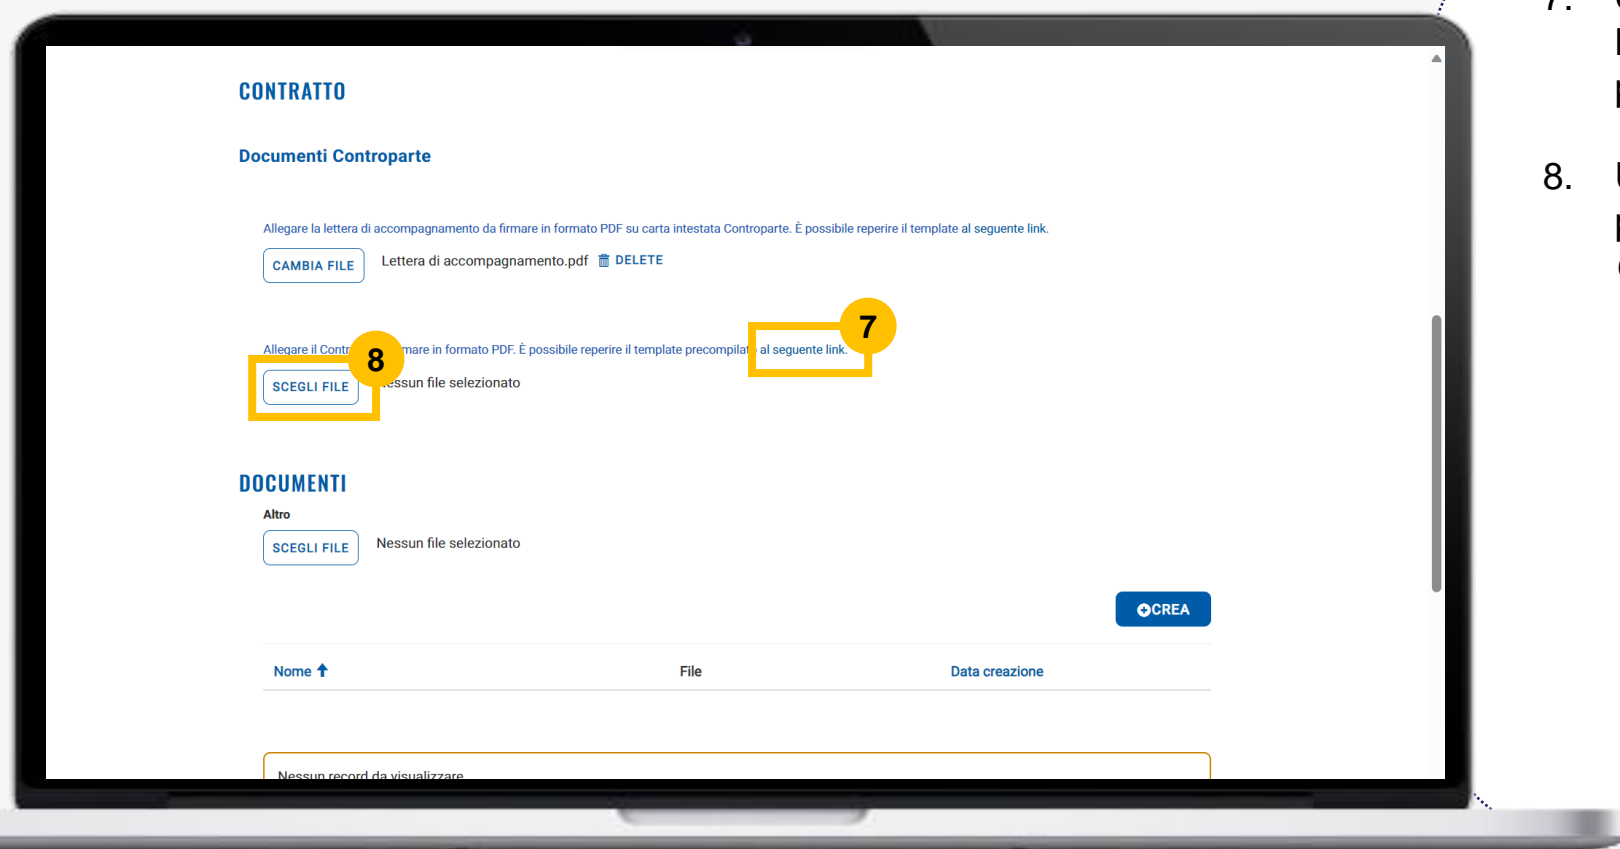 CONTRATTO
Documenti Controparte
Allegare la lettera di accompagnamento da firmare in formato PDF su carta intestata Controparte. È possibile reperire il template al seguente link.
CAMBIA FILE Lettera di accompagnamento.pdf DELETE
7
Allegare il Contr mare in formato PDF. È possibile reperire il template precompilato al seguente link.
8
SCEGLI FILE essun file selezionato
DOCUMENTI
Altro
SCEGLI FILE Nessun file selezionato
CREA
Nome File Data creazione
Nessun record da visualizzare
7.
8.